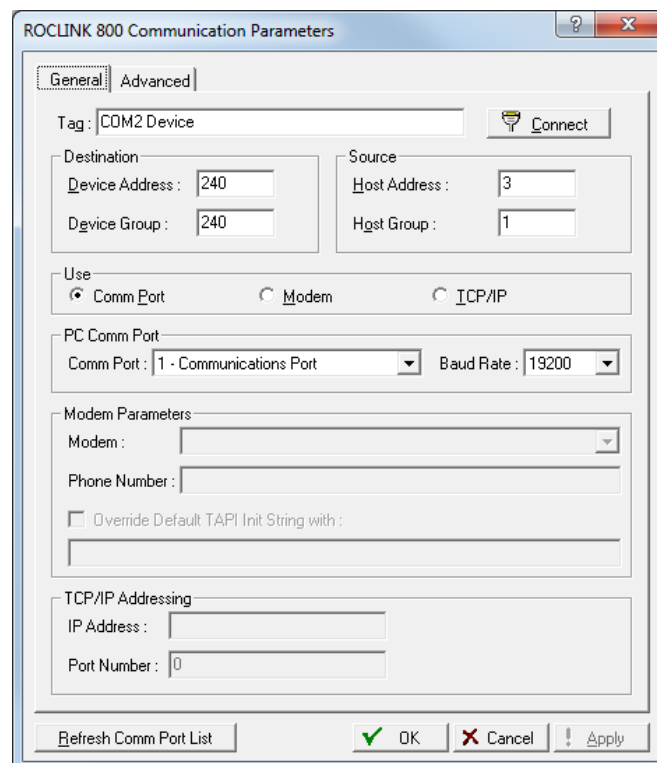 ROCLINK 800 Communication Parameters
General Advanced
Tag : COM2 Device Connect
Destination Source
Device Address : 240 Host Address : 3
Device Group : 240 Host Group : 1
Use
Comm Port Modem TCP/IP
PC Comm Port
Comm Port : 1 - Communications Port Baud Rate : 19200
Modem Parameters
Modem :
Phone Number :
Override Default TAPI Init String with :
TCP/IP Addressing
IP Address :
Port Number : 0
Refresh Comm Port List OK Cancel Apply